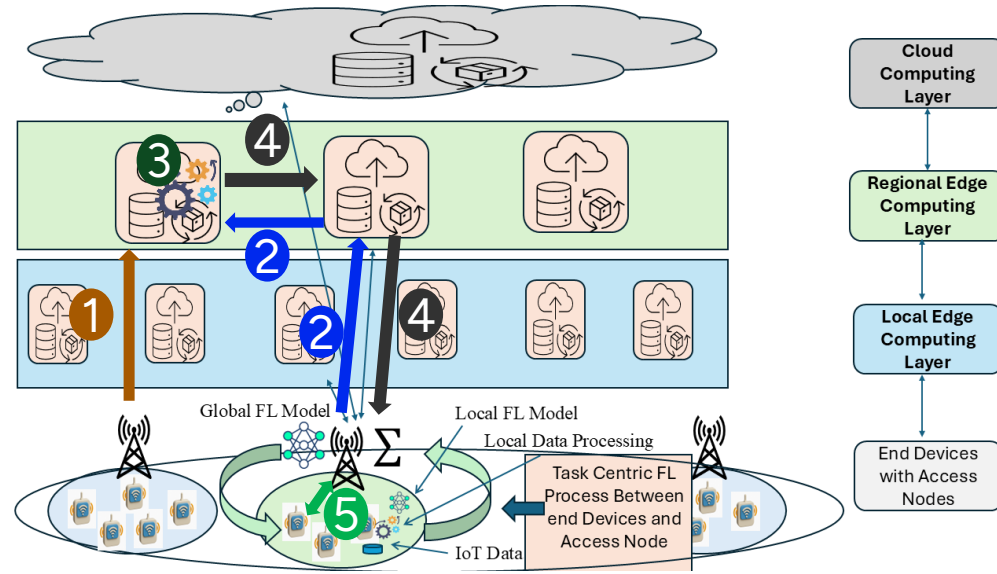 Cloud
Computing
Layer
3
4
2
Regional Edge
Computing
Layer
1
2
4
Local Edge
Computing
Layer
Global FL Model
Local FL Model
Local Data Processing
Σ
5
IoT Data
Task Centric FL
Process Between
end Devices and
Access Node
End Devices
with Access
Nodes